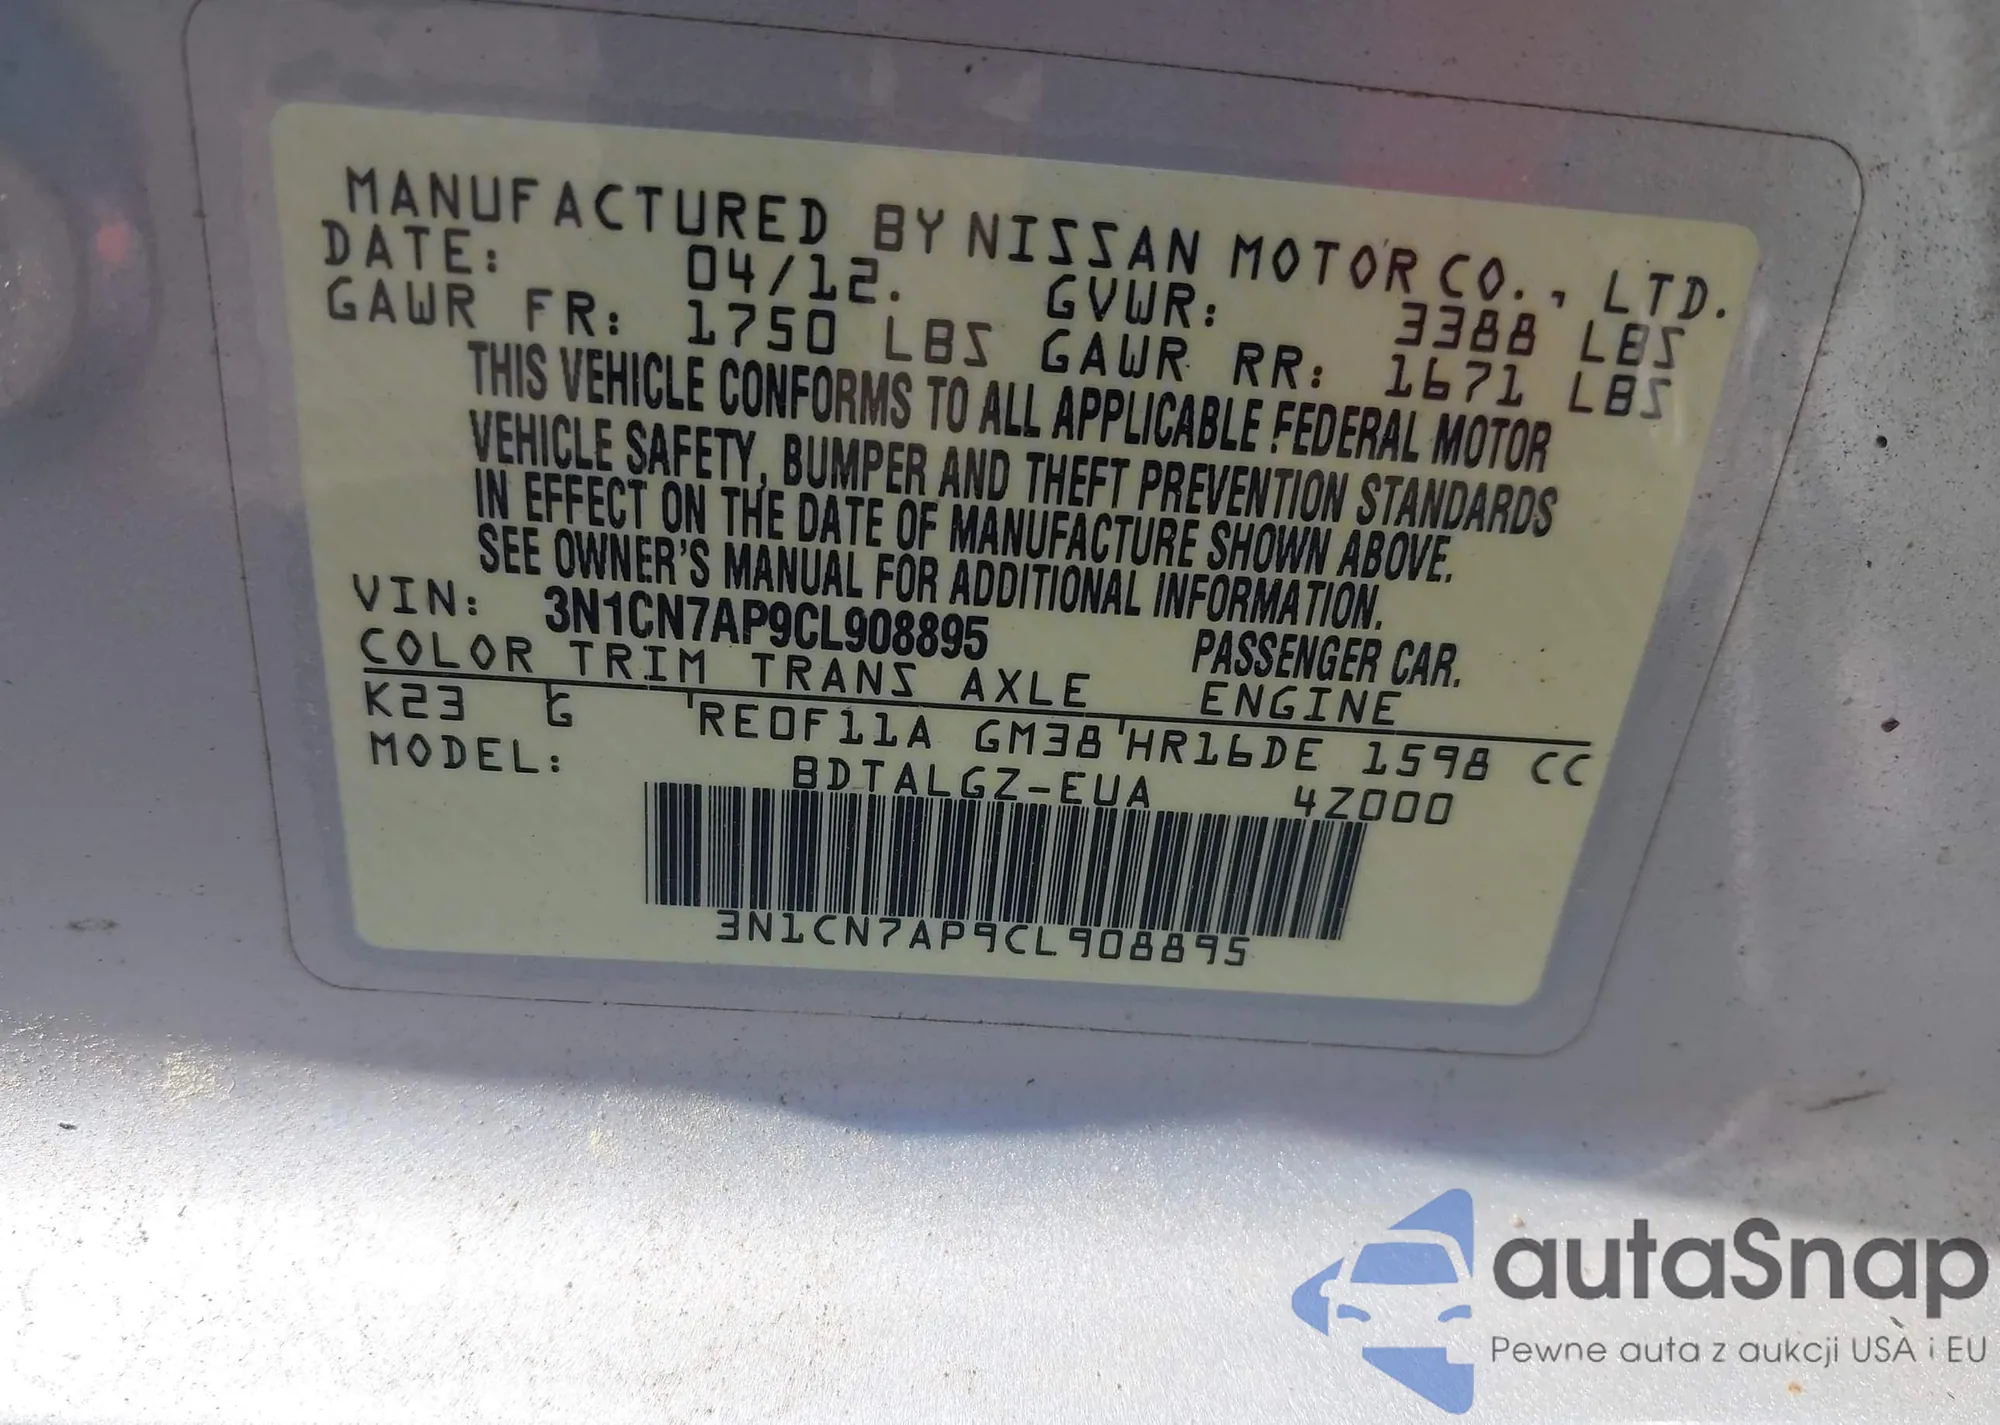 MANUFACTURED BY NISSAN MOTOR CO., LTD.
DATE: 04/12. GVWR: 3388 LBS
GAWR FR: 1750 LBS GAWR RR: 1671 LBS
THIS VEHICLE CONFORMS TO ALL APPLICABLE FEDERAL MOTOR
VEHICLE SAFETY, BUMPER AND THEFT PREVENTION STANDARDS
IN EFFECT ON THE DATE OF MANUFACTURE SHOWN ABOVE.
SEE OWNER'S MANUAL FOR ADDITIONAL INFORMATION.
VIN: 3N1CN7AP9CL908895 PASSENGER CAR.
COLOR TRIM TRANS AXLE ENGINE
K23 G RE0F11A GM38 HR16DE 1598 CC
MODEL: BDTALGZ-EUA 4Z000
3N1CN7AP9CL908895
autaSnap
Pewne auta z aukcji USA i EU